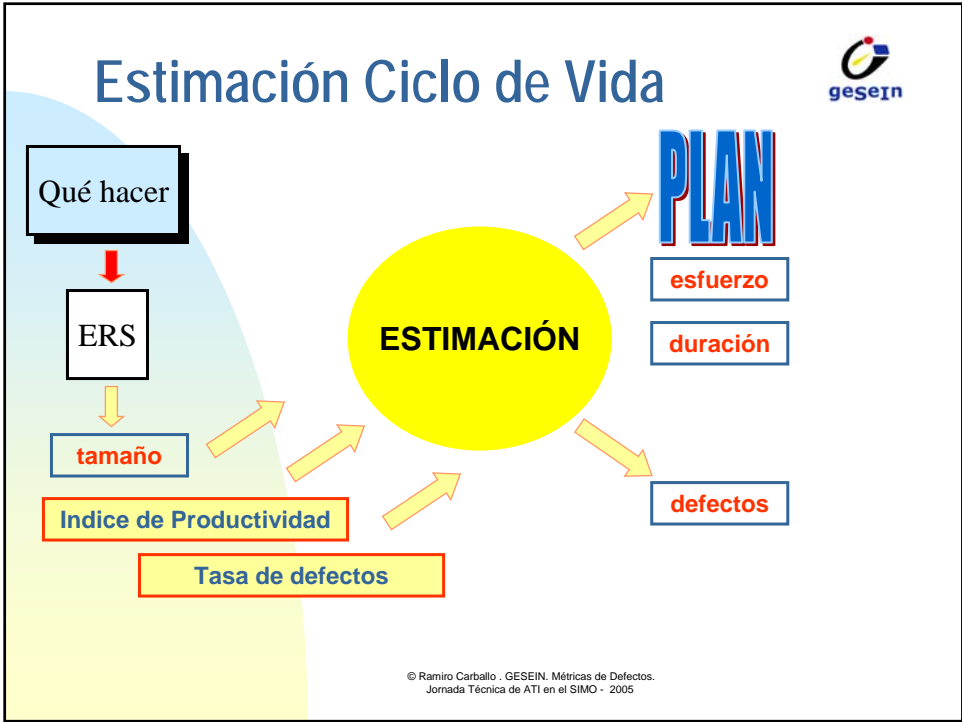 Estimación Ciclo de Vida
gesein
Qué hacer
ERS
tamaño
Indice de Productividad
Tasa de defectos
ESTIMACIÓN
PLAN
esfuerzo
duración
defectos
© Ramiro Carballo . GESEIN. Métricas de Defectos.
Jornada Técnica de ATI en el SIMO - 2005